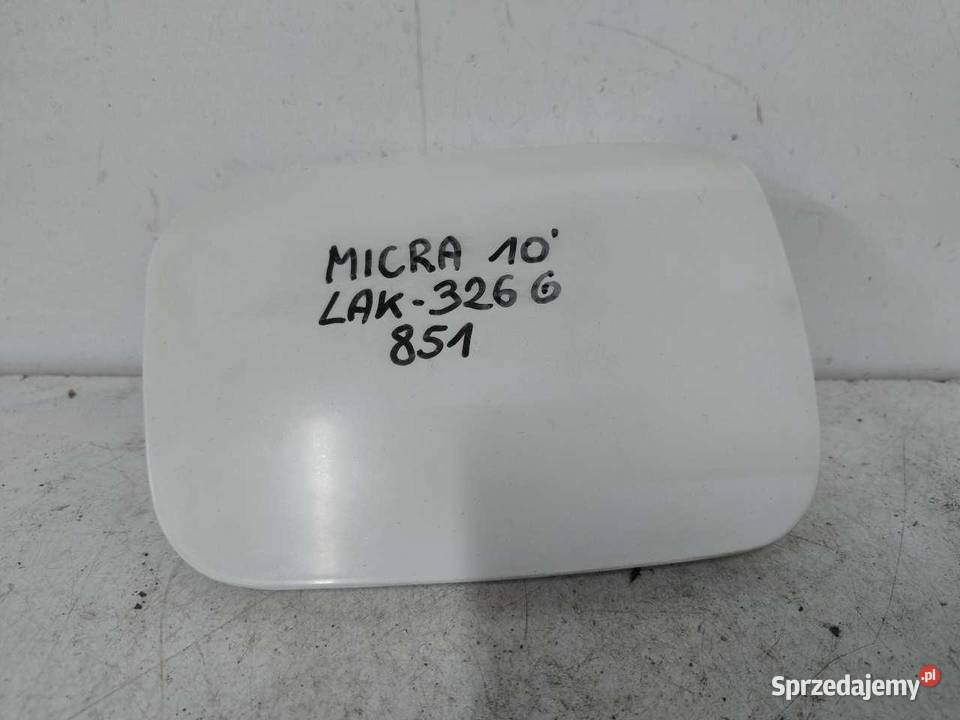 MICRA 10'
LAK-326 G
851
Sprzedajemy.pl